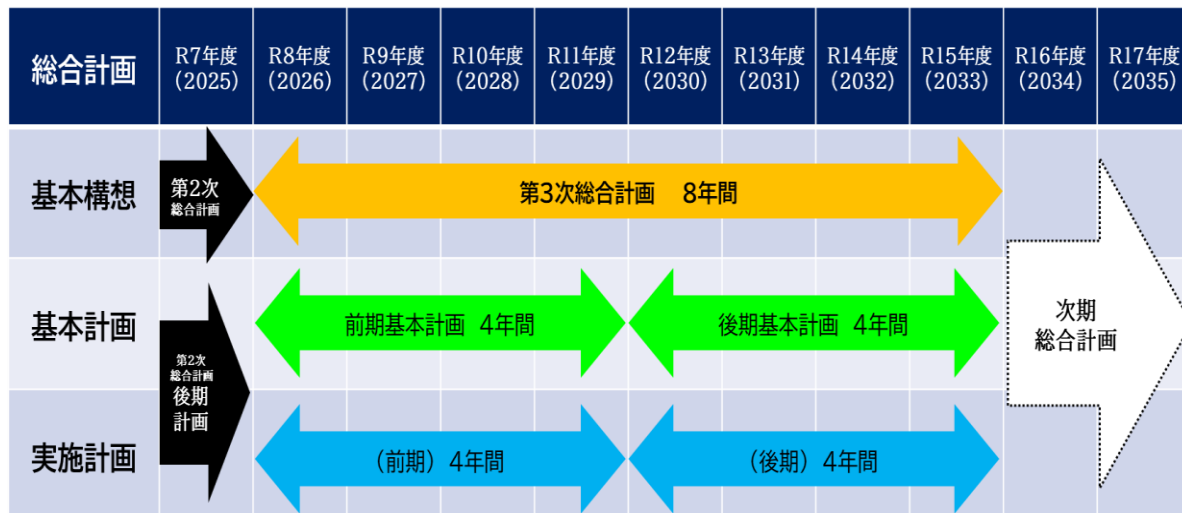 総合計画
R7年度
(2025)
R8年度
(2026)
R9年度
(2027)
R10年度
(2028)
R11年度
(2029)
R12年度
(2030)
R13年度
(2031)
R14年度
(2032)
R15年度
(2033)
R16年度
(2034)
R17年度
(2035)
基本構想
第2次
総合計画
第3次総合計画 8年間
基本計画
第2次
総合計画
後期
計画
前期基本計画 4年間
後期基本計画 4年間
次期
総合計画
実施計画
(前期) 4年間
(後期) 4年間